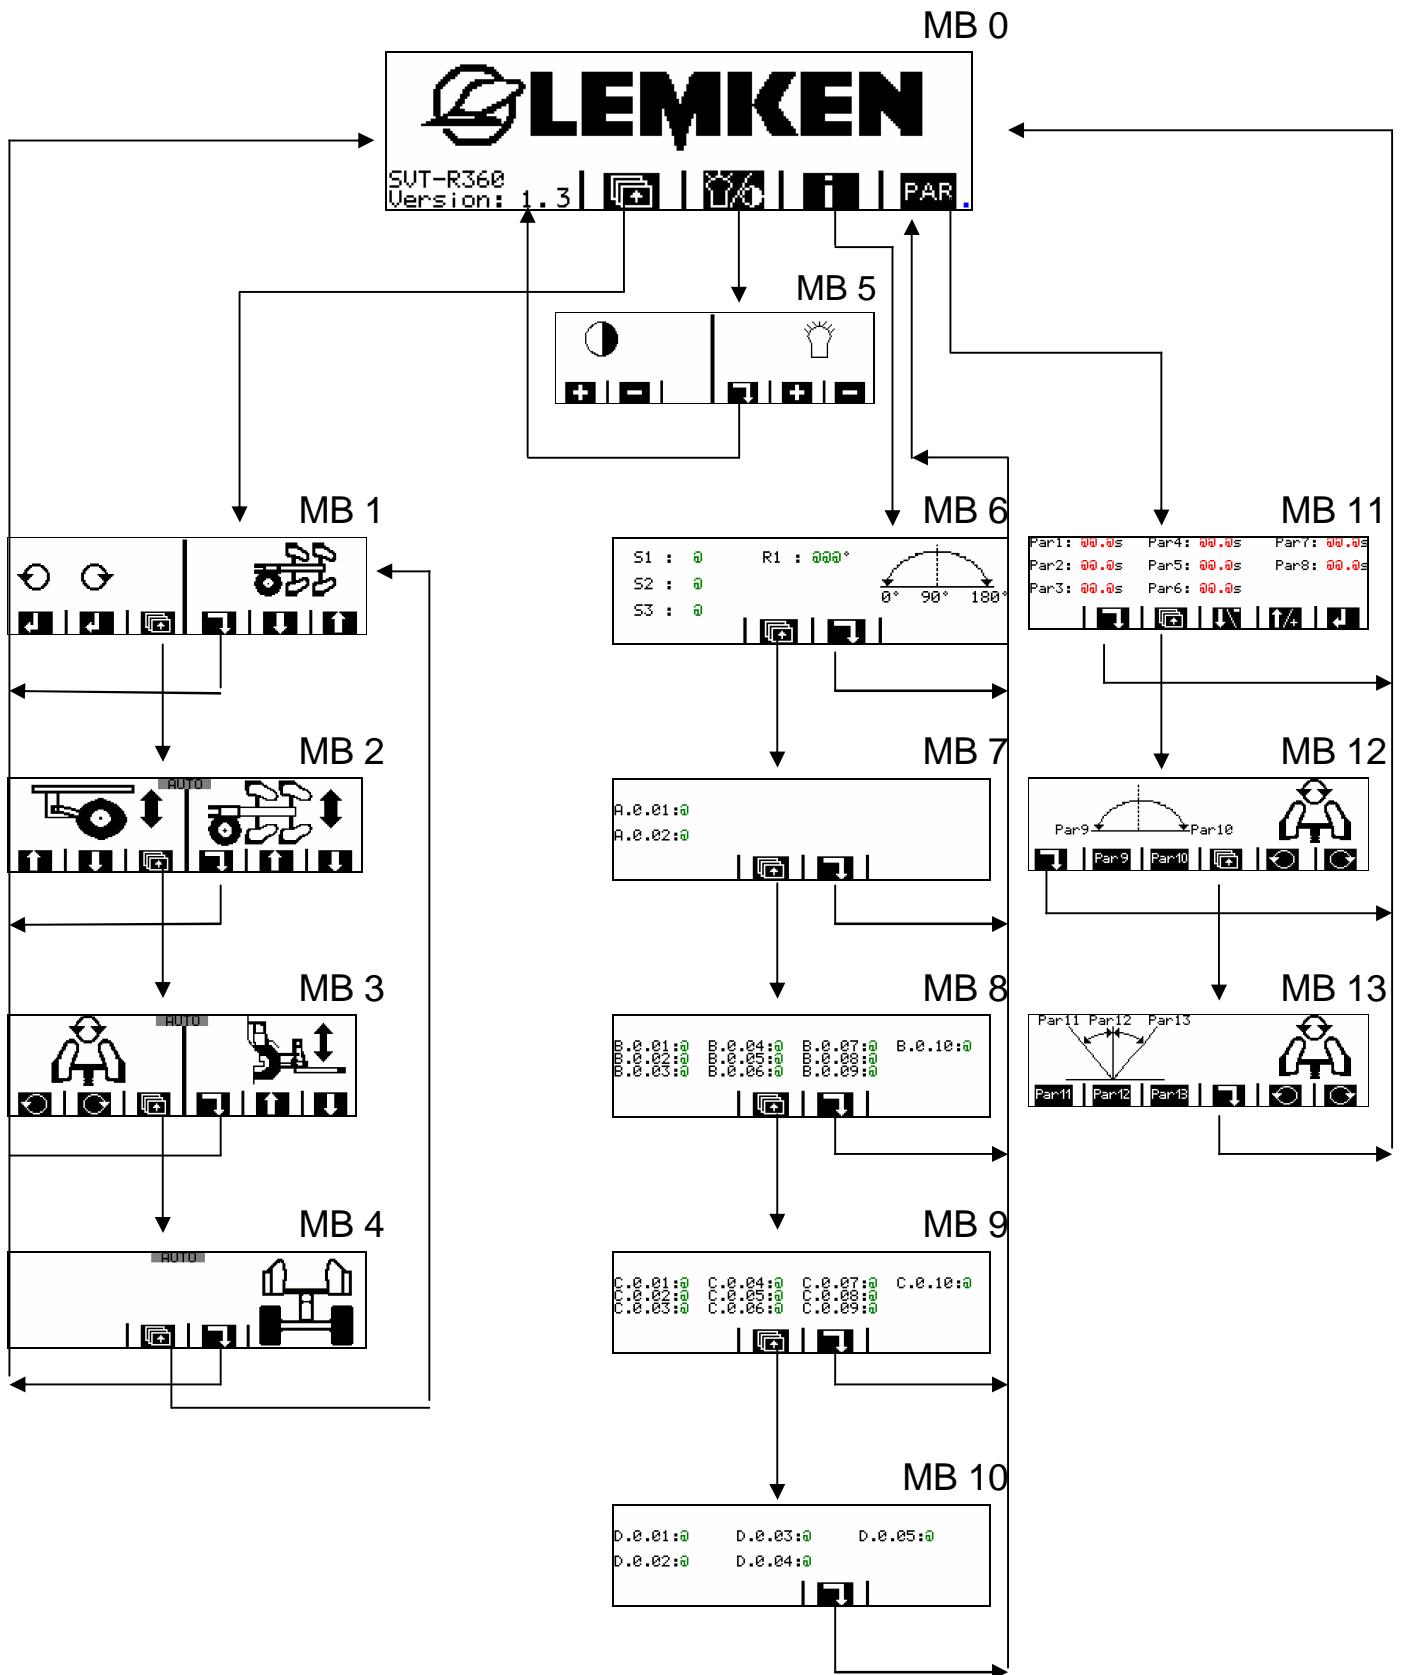 MB 0
LEMKEN
SVT-R360
Version: 1.3
i
PAR
MB 5
+ - + -
MB 1
MB 6
S1 : @ R1 : @@@°
S2 : @
S3 : @
0° 90° 180°
MB 11
Par1: @@.@s Par4: @@.@s Par7: @@.@s
Par2: @@.@s Par5: @@.@s Par8: @@.@s
Par3: @@.@s Par6: @@.@s
MB 2
AUTO
MB 7
A.0.01:@
A.0.02:@
MB 12
Par9 Par10
Par9 Par10
MB 3
AUTO
MB 8
B.0.01:@ B.0.04:@ B.0.07:@ B.0.10:@
B.0.02:@ B.0.05:@ B.0.08:@
B.0.03:@ B.0.06:@ B.0.09:@
MB 13
Par11 Par12 Par13
Par11 Par12 Par13
MB 4
AUTO
MB 9
C.0.01:@ C.0.04:@ C.0.07:@ C.0.10:@
C.0.02:@ C.0.05:@ C.0.08:@
C.0.03:@ C.0.06:@ C.0.09:@
MB 10
D.0.01:@ D.0.03:@ D.0.05:@
D.0.02:@ D.0.04:@